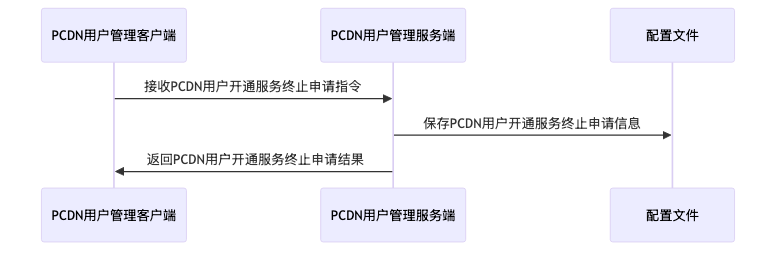 PCDN用户管理客户端
PCDN用户管理服务端
配置文件
接收PCDN用户开通服务终止申请指令
保存PCDN用户开通服务终止申请信息
返回PCDN用户开通服务终止申请结果
PCDN用户管理客户端
PCDN用户管理服务端
配置文件